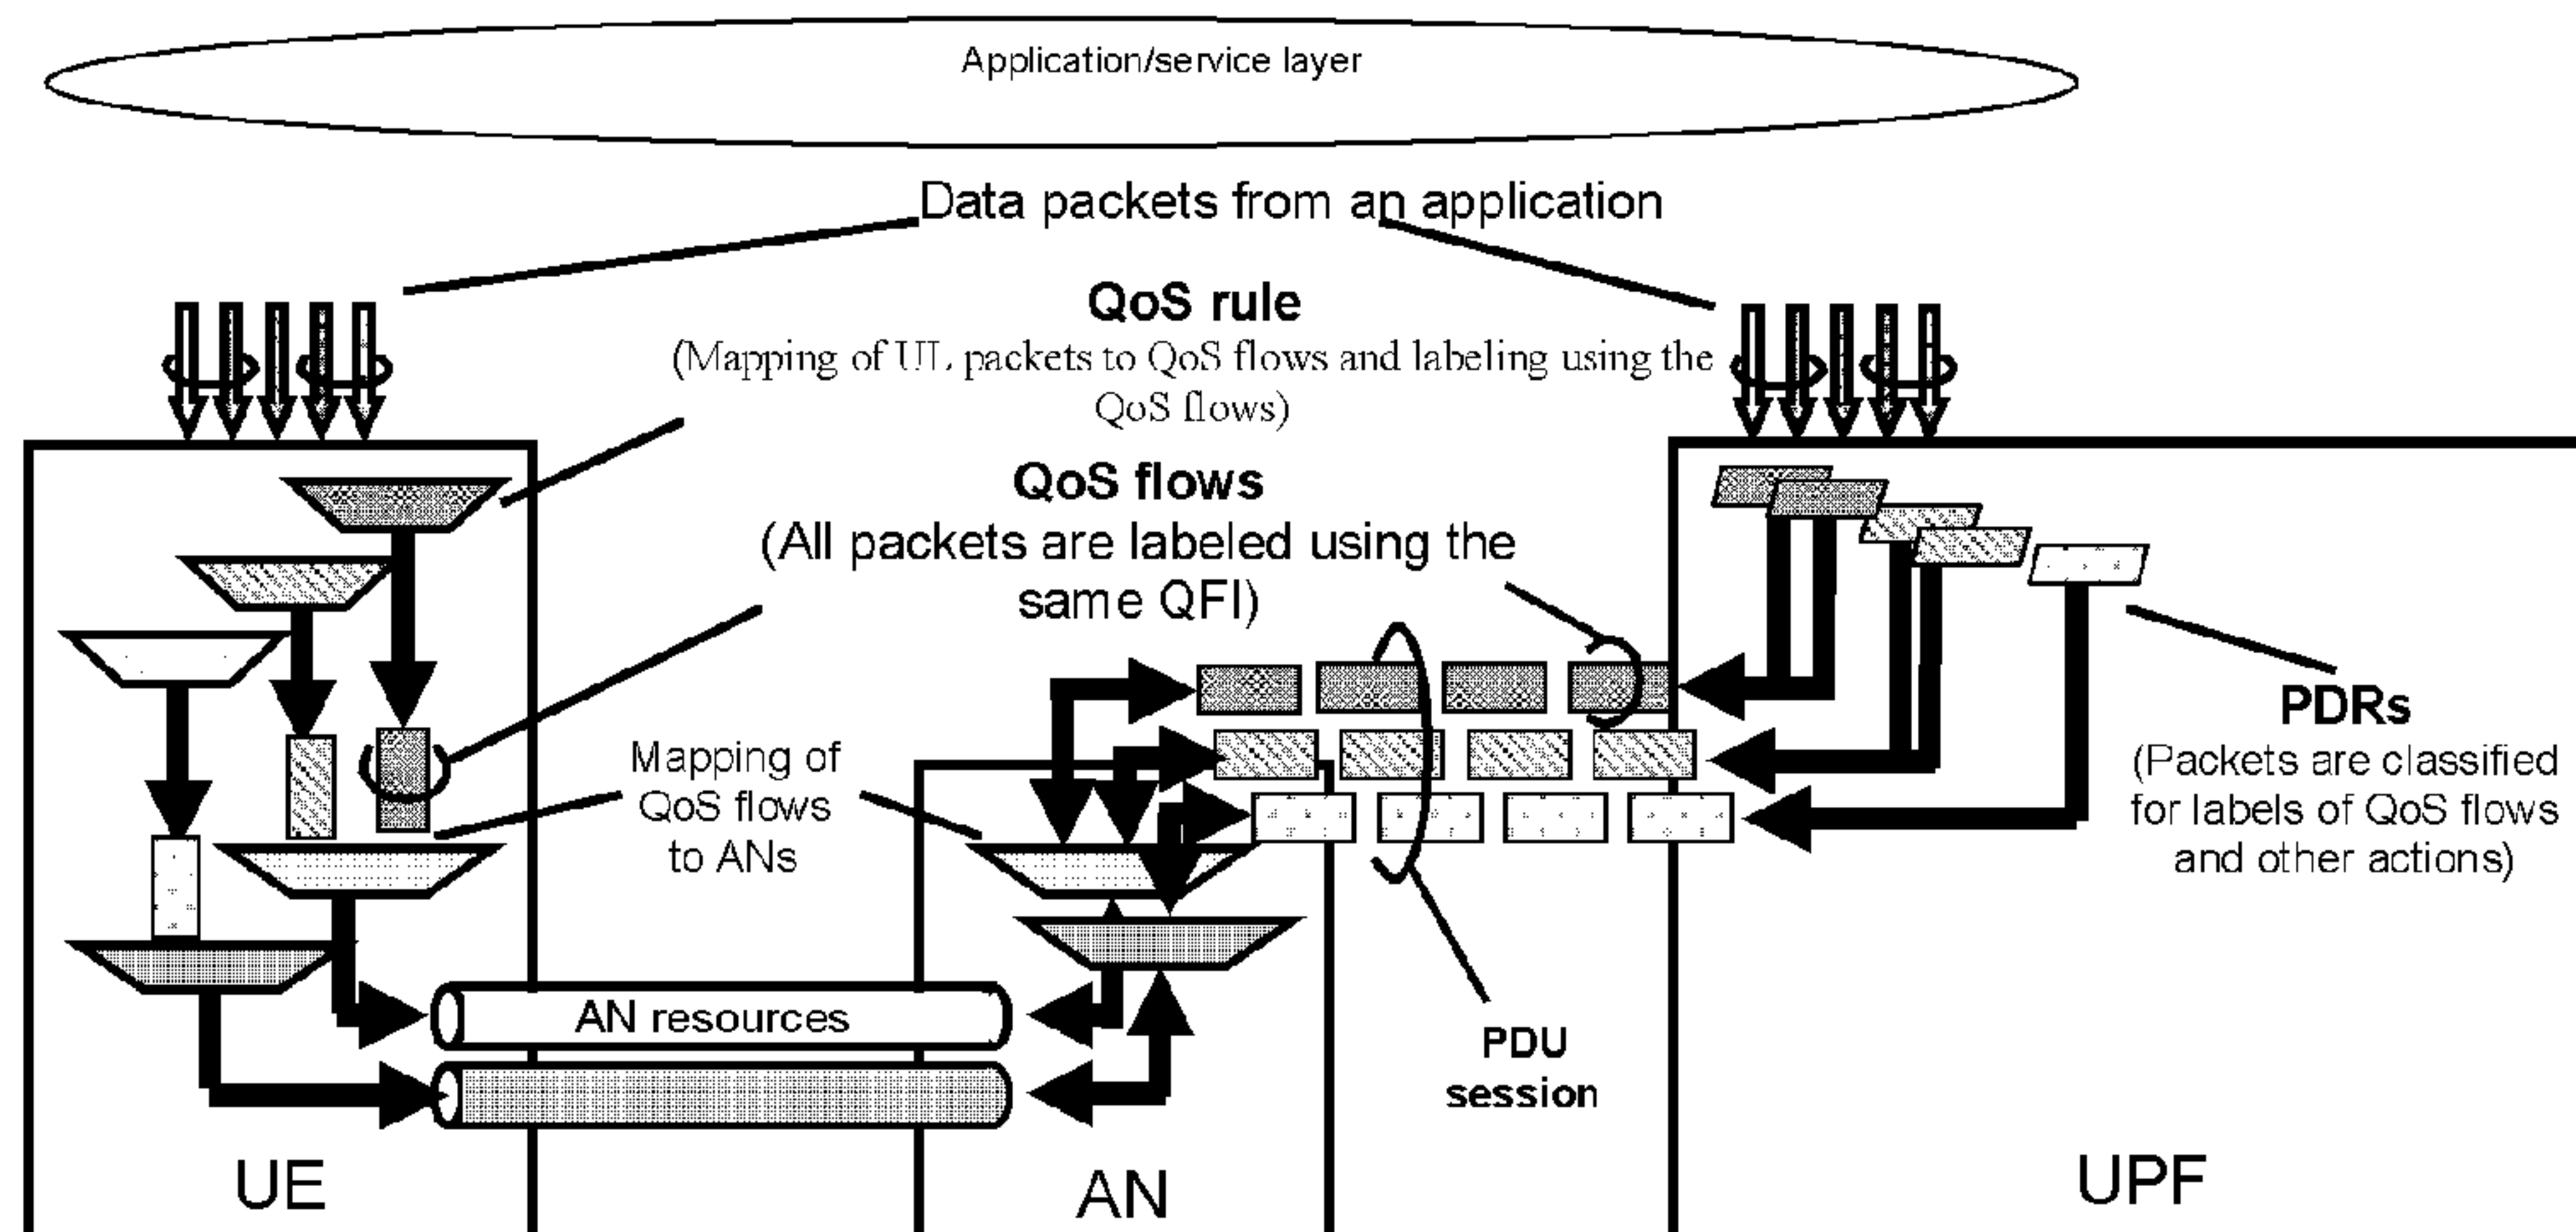 Application/service layer
Data packets from an application
QoS rule
(Mapping of UL packets to QoS flows and labeling using the
QoS flows)
QoS flows
(All packets are labeled using the
same QFI)
Mapping of
QoS flows
to ANs
PDRs
(Packets are classified
for labels of QoS flows
and other actions)
AN resources
PDU
session
UE
AN
UPF